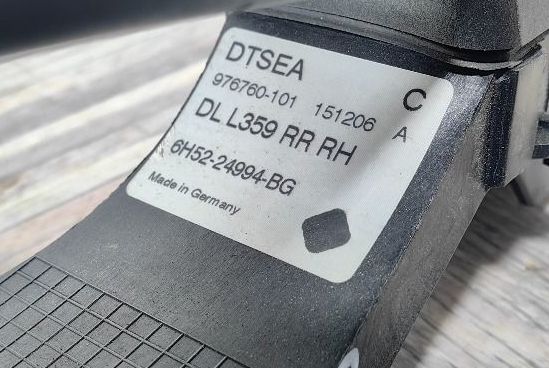 DTSEA C
976760-101 151206 A
DL L359 RR RH
6H52-24994-BG
Made in Germany